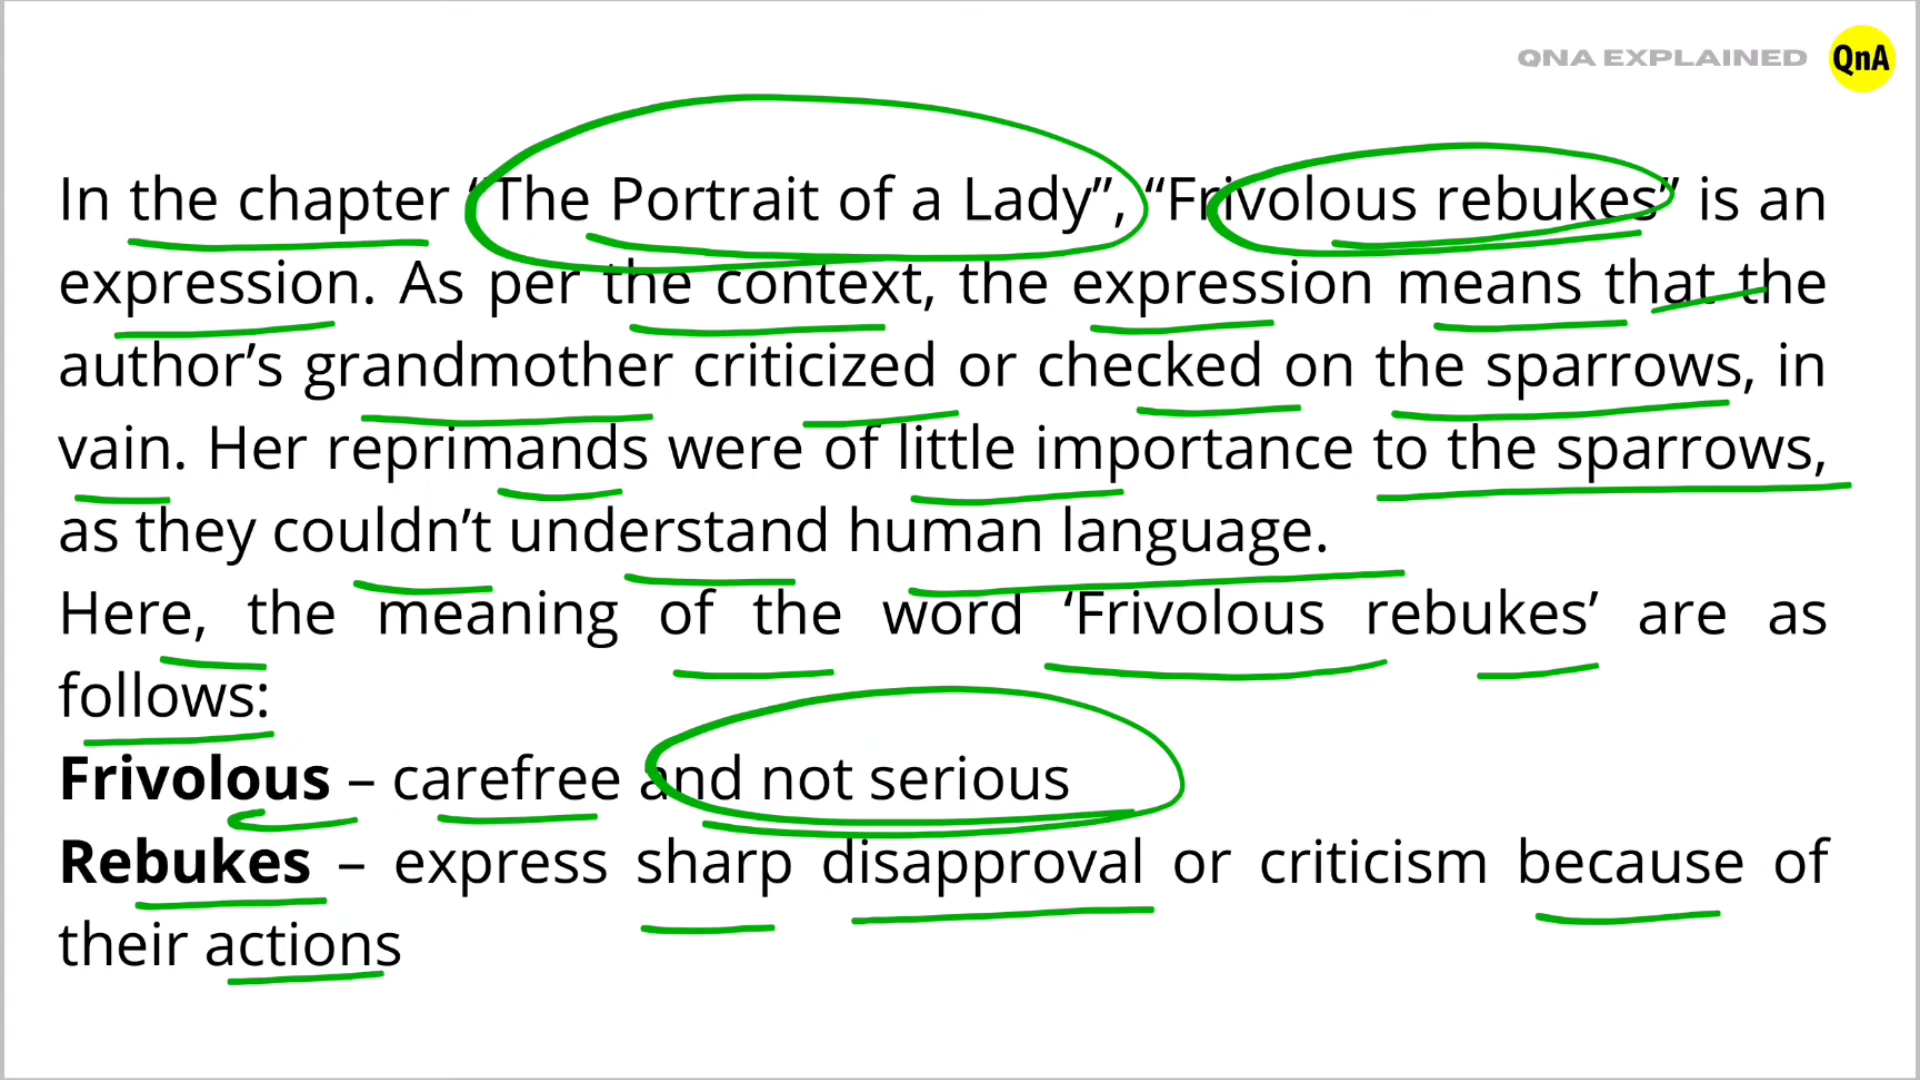 QNA EXPLAINED QnA
In the chapter “The Portrait of a Lady”, “Frivolous rebukes” is an
expression. As per the context, the expression means that the
author’s grandmother criticized or checked on the sparrows, in
vain. Her reprimands were of little importance to the sparrows,
as they couldn’t understand human language.
Here, the meaning of the word ‘Frivolous rebukes’ are as
follows:
Frivolous – carefree and not serious
Rebukes – express sharp disapproval or criticism because of
their actions